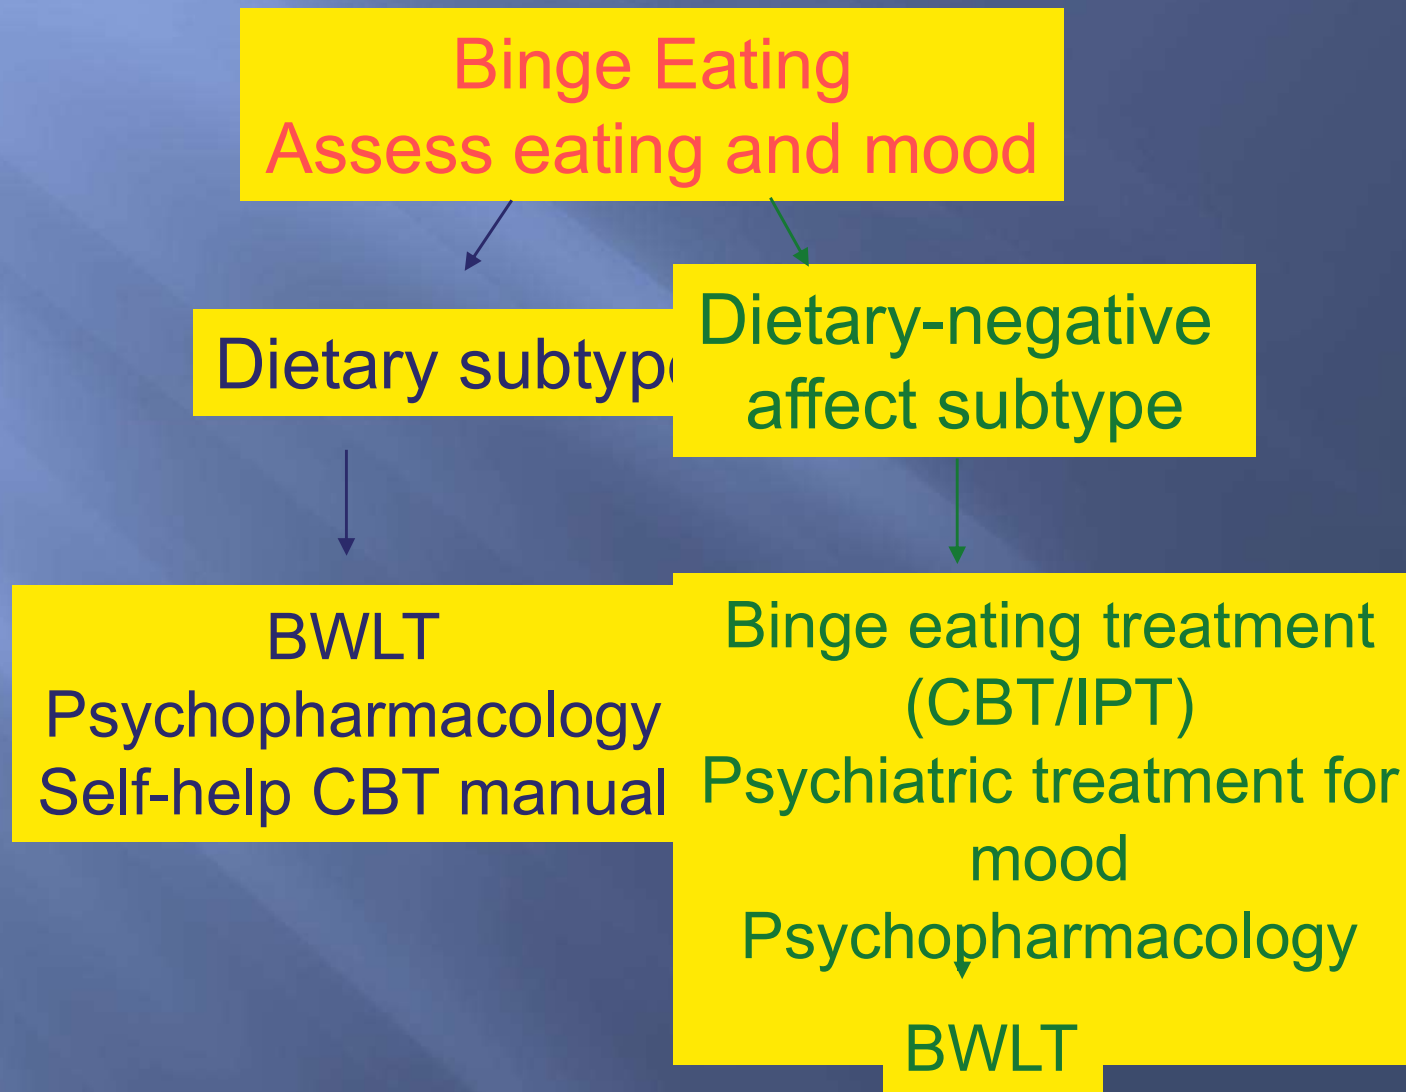 Binge Eating
Assess eating and mood
Dietary subtype
Dietary-negative
affect subtype
BWLT
Psychopharmacology
Self-help CBT manual
Binge eating treatment
(CBT/IPT)
Psychiatric treatment for
mood
Psychopharmacology
BWLT